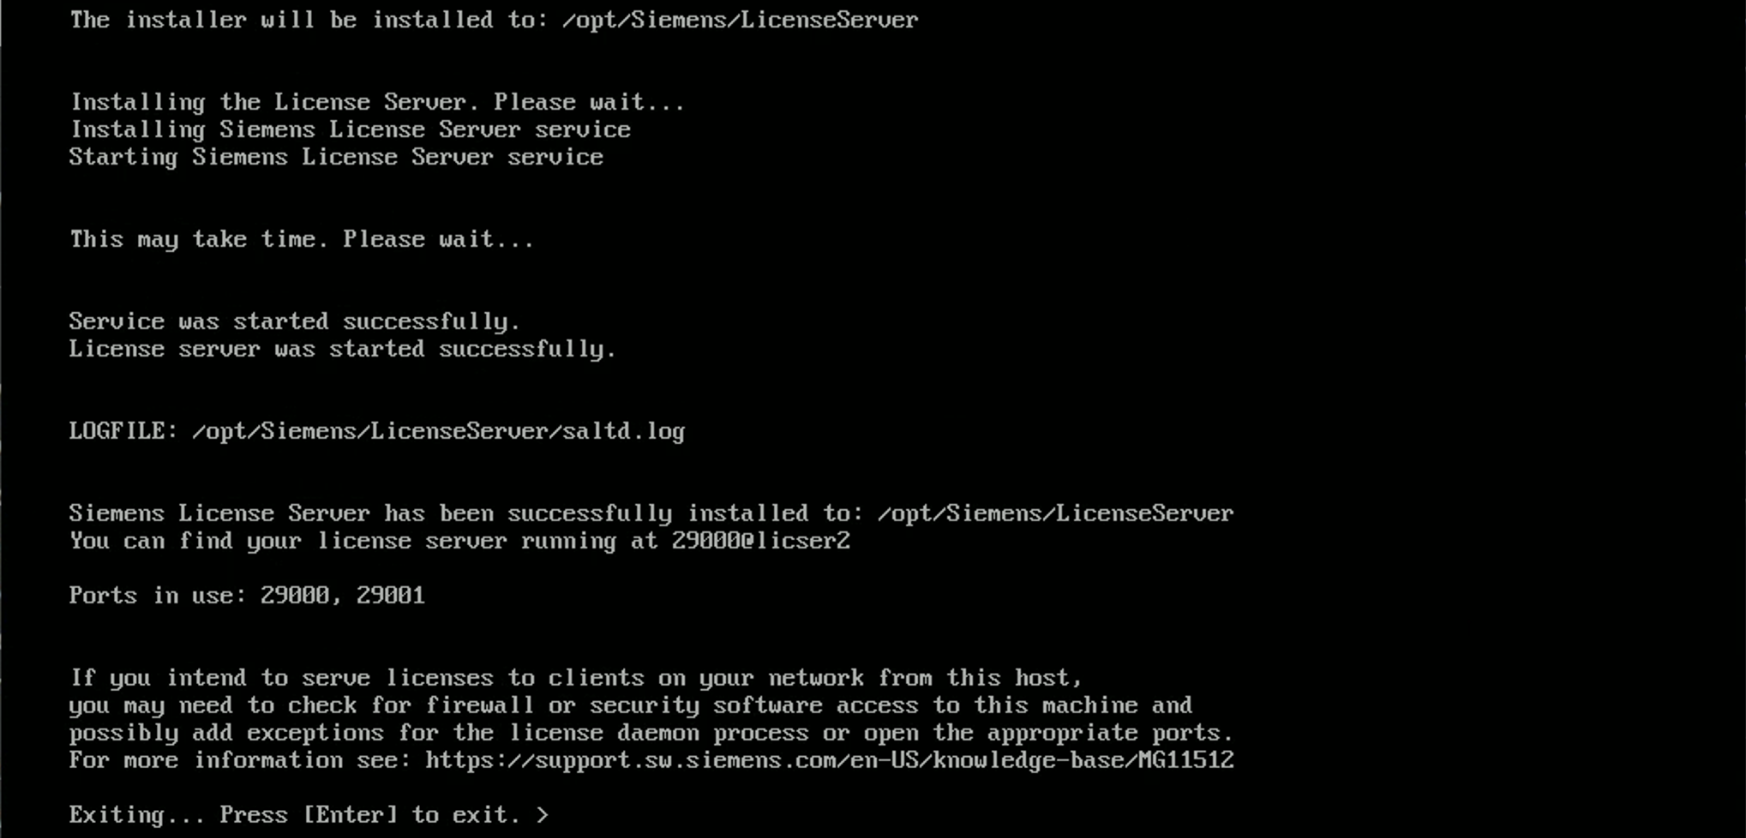 The installer will be installed to: /opt/Siemens/LicenseServer
Installing the License Server. Please wait...
Installing Siemens License Server service
Starting Siemens License Server service
This may take time. Please wait...
Service was started successfully.
License server was started successfully.
LOGFILE: /opt/Siemens/LicenseServer/saltd.log
Siemens License Server has been successfully installed to: /opt/Siemens/LicenseServer
You can find your license server running at 29000@licser2
Ports in use: 29000, 29001
If you intend to serve licenses to clients on your network from this host,
you may need to check for firewall or security software access to this machine and
possibly add exceptions for the license daemon process or open the appropriate ports.
For more information see: https://support.sw.siemens.com/en-US/knowledge-base/MG11512
Exiting... Press [Enter] to exit. >